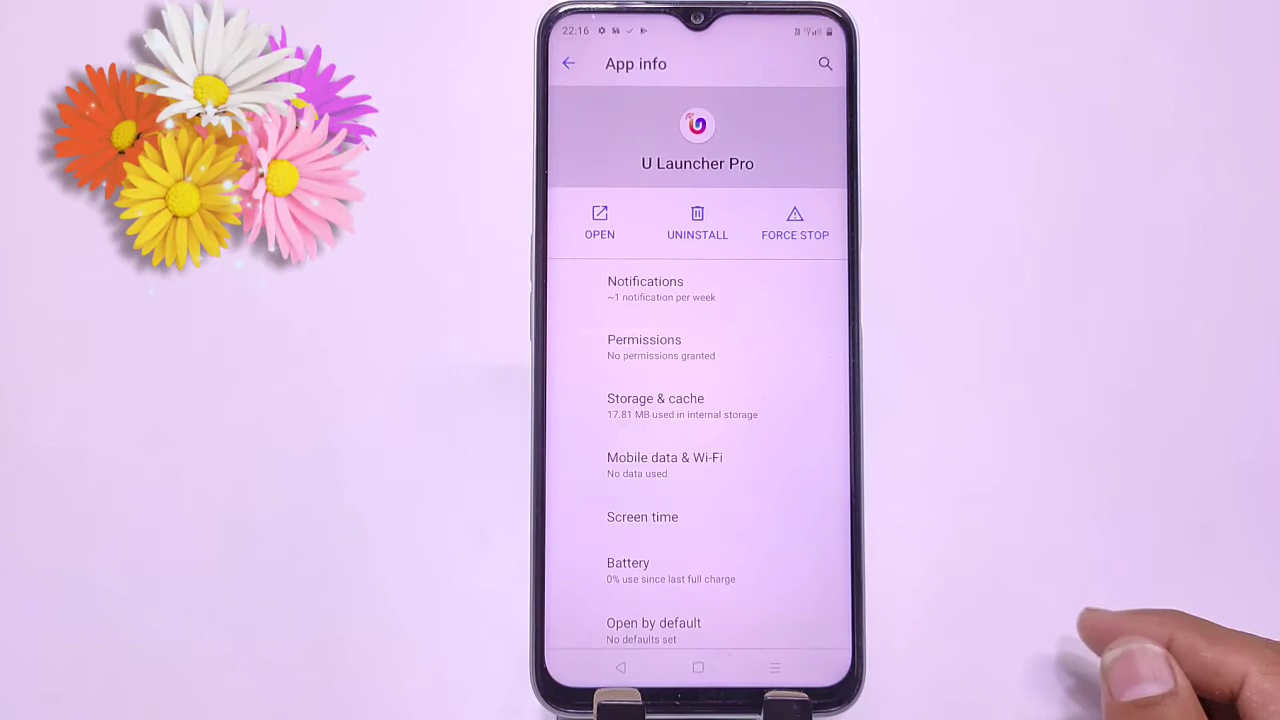 22:16
App info
U Launcher Pro
OPEN UNINSTALL FORCE STOP
Notifications
~1 notification per week
Permissions
No permissions granted
Storage & cache
17.81 MB used in internal storage
Mobile data & Wi-Fi
No data used
Screen time
Battery
0% use since last full charge
Open by default
No defaults set